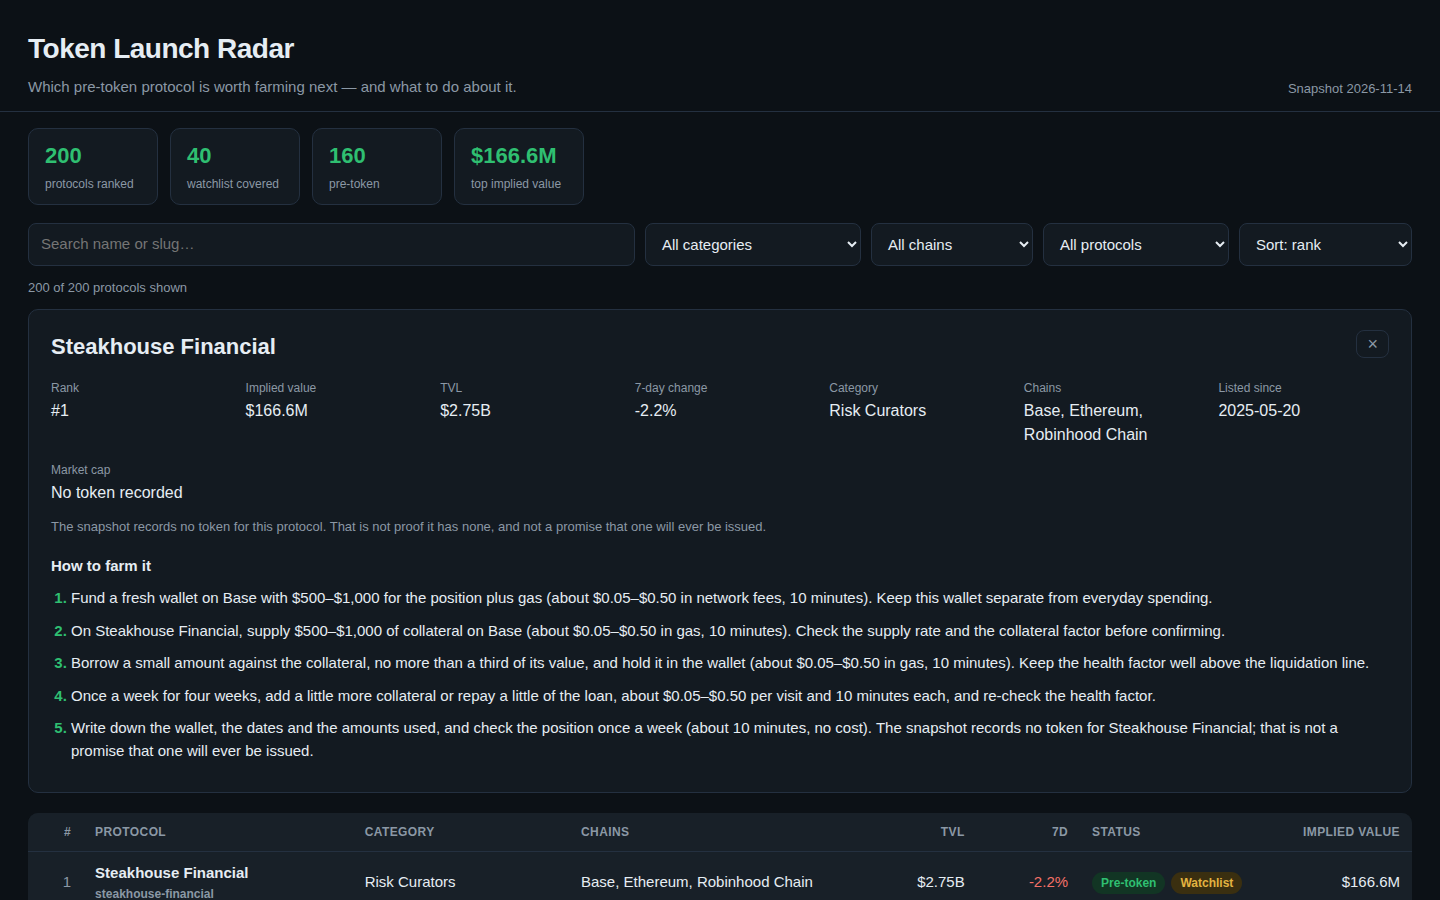 Token Launch Radar
Which pre-token protocol is worth farming next — and what to do about it.
Snapshot 2026-11-14
200
protocols ranked
40
watchlist covered
160
pre-token
$166.6M
top implied value
Search name or slug…
All categories
All chains
All protocols
Sort: rank
200 of 200 protocols shown
Steakhouse Financial
×
Rank
#1
Implied value
$166.6M
TVL
$2.75B
7-day change
-2.2%
Category
Risk Curators
Chains
Base, Ethereum,
Robinhood Chain
Listed since
2025-05-20
Market cap
No token recorded
The snapshot records no token for this protocol. That is not proof it has none, and not a promise that one will ever be issued.
How to farm it
1. Fund a fresh wallet on Base with $500–$1,000 for the position plus gas (about $0.05–$0.50 in network fees, 10 minutes). Keep this wallet separate from everyday spending.
2. On Steakhouse Financial, supply $500–$1,000 of collateral on Base (about $0.05–$0.50 in gas, 10 minutes). Check the supply rate and the collateral factor before confirming.
3. Borrow a small amount against the collateral, no more than a third of its value, and hold it in the wallet (about $0.05–$0.50 in gas, 10 minutes). Keep the health factor well above the liquidation line.
4. Once a week for four weeks, add a little more collateral or repay a little of the loan, about $0.05–$0.50 per visit and 10 minutes each, and re-check the health factor.
5. Write down the wallet, the dates and the amounts used, and check the position once a week (about 10 minutes, no cost). The snapshot records no token for Steakhouse Financial; that is not a
promise that one will ever be issued.
# PROTOCOL CATEGORY CHAINS TVL 7D STATUS IMPLIED VALUE
1 Steakhouse Financial Risk Curators Base, Ethereum, Robinhood Chain $2.75B -2.2% Pre-token Watchlist $166.6M
steakhouse-financial